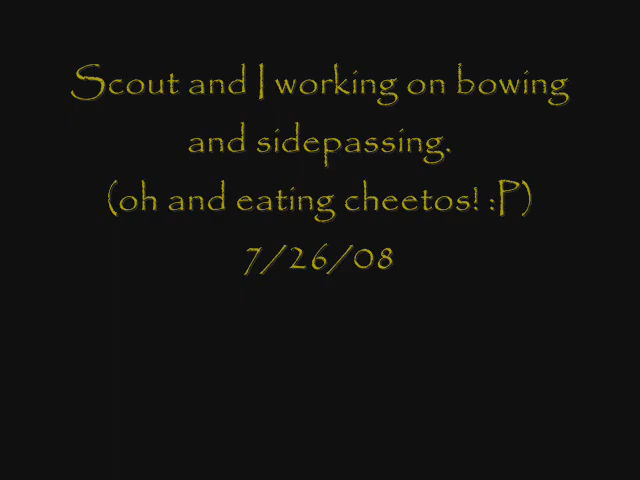 Scout and I working on bowing
and sidepassing.
(oh and eating cheetos! :P)
7/26/08